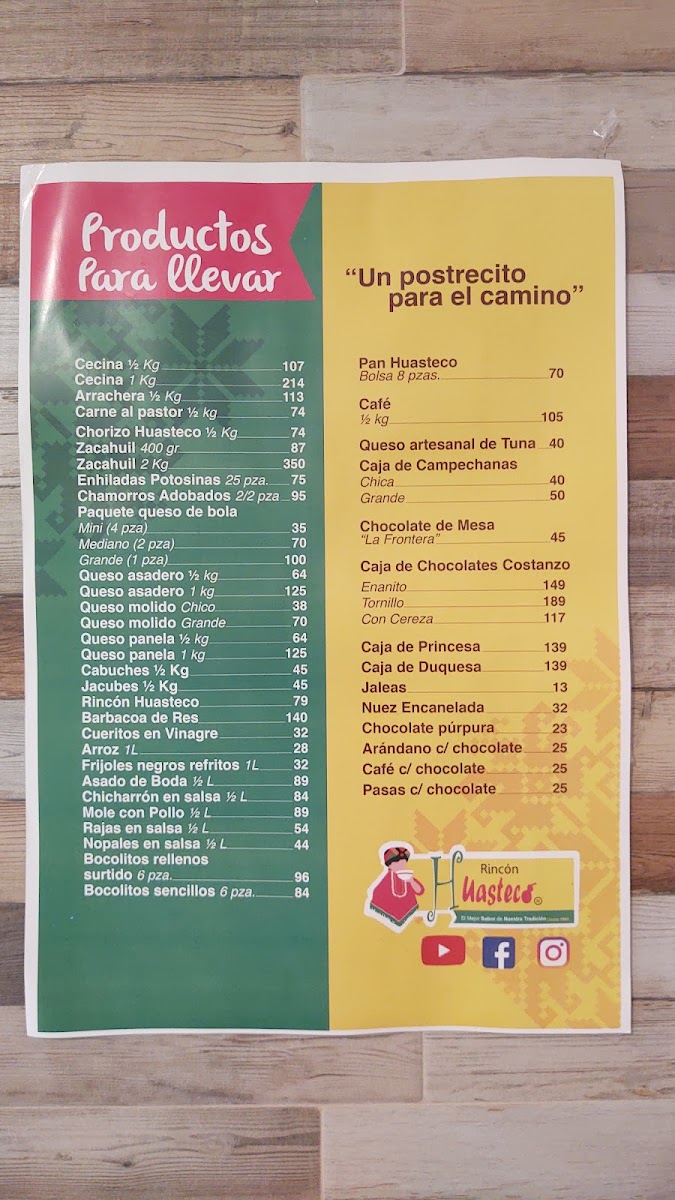 Productos
Para llevar
Cecina ½ Kg 107
Cecina 1 Kg 214
Arrachera ½ Kg 113
Carne al pastor ½ kg 74
Chorizo Huasteco ½ Kg 74
Zacahuil 400 gr 87
Zacahuil 2 Kg 350
Enhiladas Potosinas 25 pza. 75
Chamorros Adobados 2/2 pza 95
Paquete queso de bola
Mini (4 pza) 35
Mediano (2 pza) 70
Grande (1 pza) 100
Queso asadero ½ kg 64
Queso asadero 1 kg 125
Queso molido Chico 38
Queso molido Grande 70
Queso panela ½ kg 64
Queso panela 1 kg 125
Cabuches ½ Kg 45
Jacubes ½ Kg 45
Rincón Huasteco 79
Barbacoa de Res 140
Cueritos en Vinagre 32
Arroz 1L 28
Frijoles negros refritos 1L 32
Asado de Boda ½ L 89
Chicharrón en salsa ½ L 84
Mole con Pollo ½ L 89
Rajas en salsa ½ L 54
Nopales en salsa ½ L 44
Bocolitos rellenos
surtido 6 pza. 96
Bocolitos sencillos 6 pza. 84
“Un postrecito
para el camino”
Pan Huasteco
Bolsa 8 pzas. 70
Café
½ kg 105
Queso artesanal de Tuna 40
Caja de Campechanas
Chica 40
Grande 50
Chocolate de Mesa
“La Frontera” 45
Caja de Chocolates Costanzo
Enanito 149
Tornillo 189
Con Cereza 117
Caja de Princesa 139
Caja de Duquesa 139
Jaleas 13
Nuez Encanelada 32
Chocolate púrpura 23
Arándano c/ chocolate 25
Café c/ chocolate 25
Pasas c/ chocolate 25
Rincón
Huasteco ®
El Mejor Sabor de Nuestra Tradición